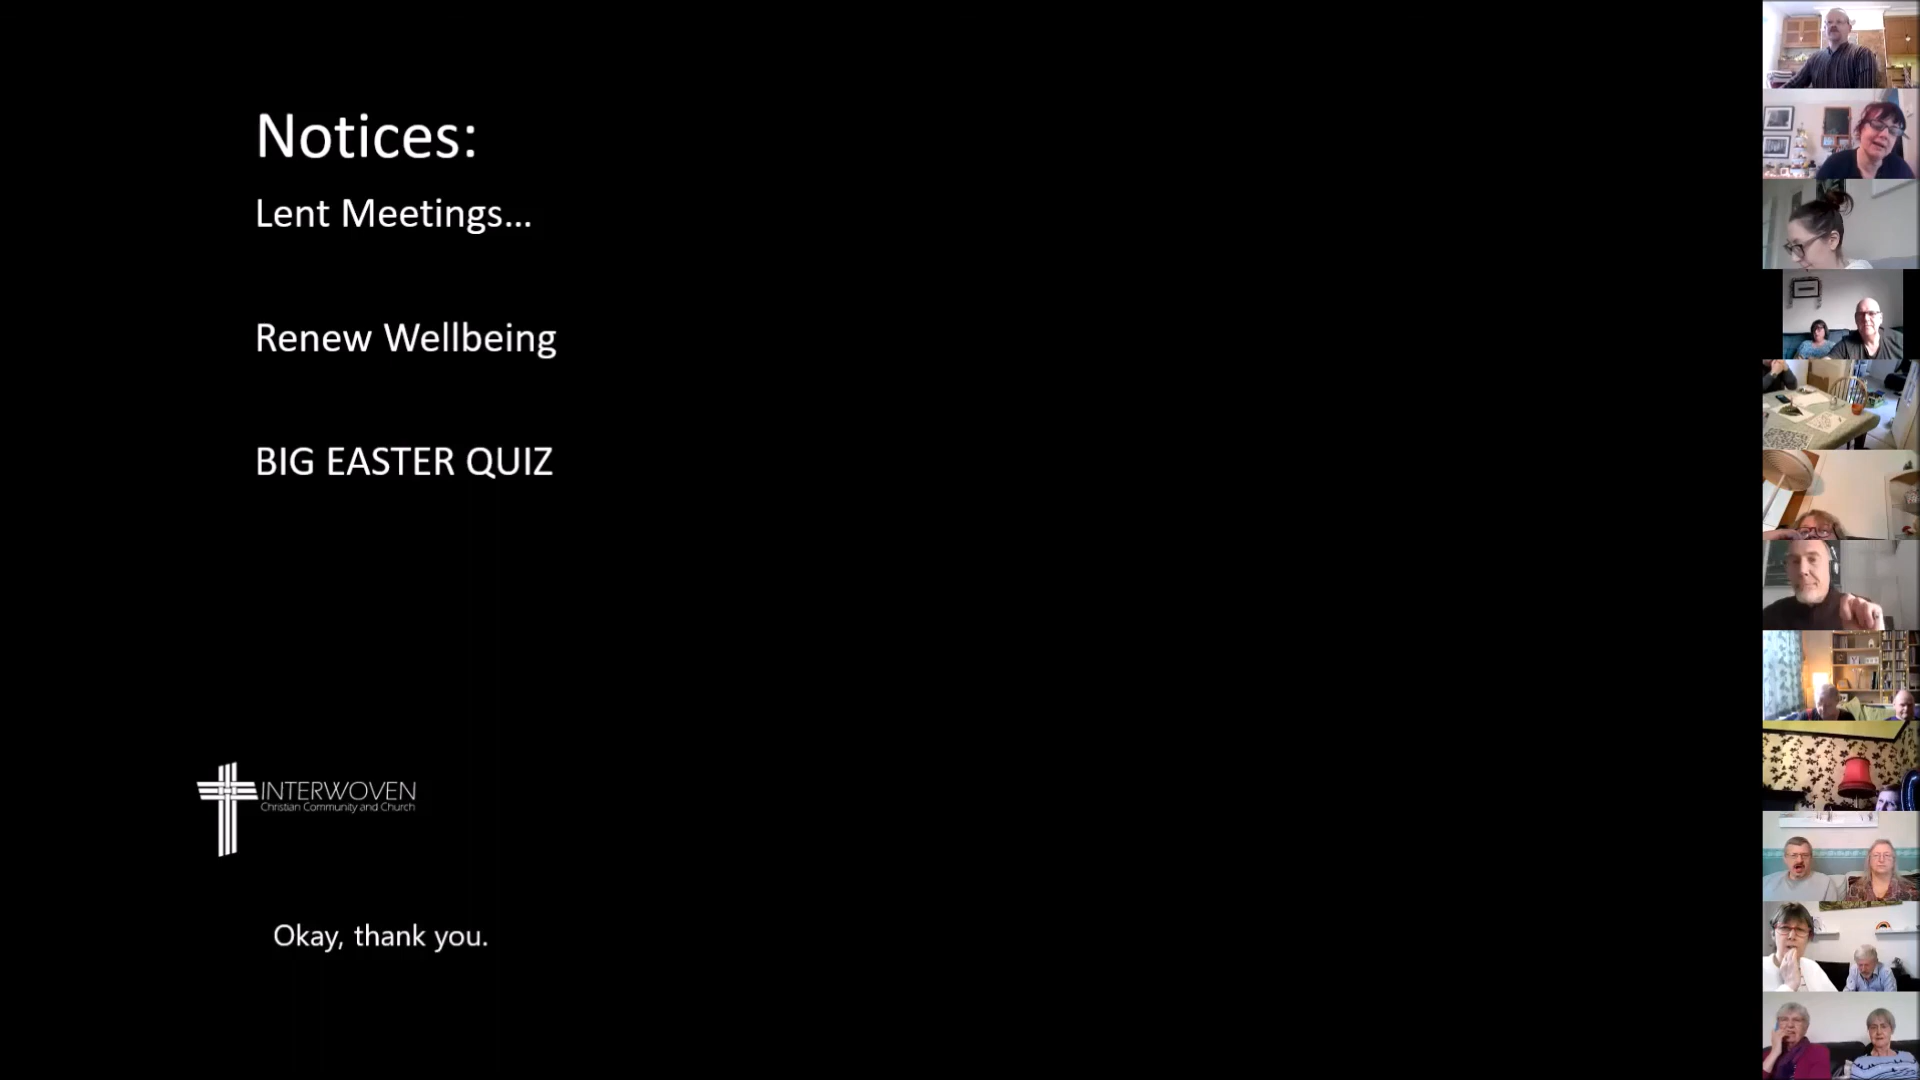 Notices:
Lent Meetings...
Renew Wellbeing
BIG EASTER QUIZ
INTERWOVEN
Christian Community and Church
Okay, thank you.